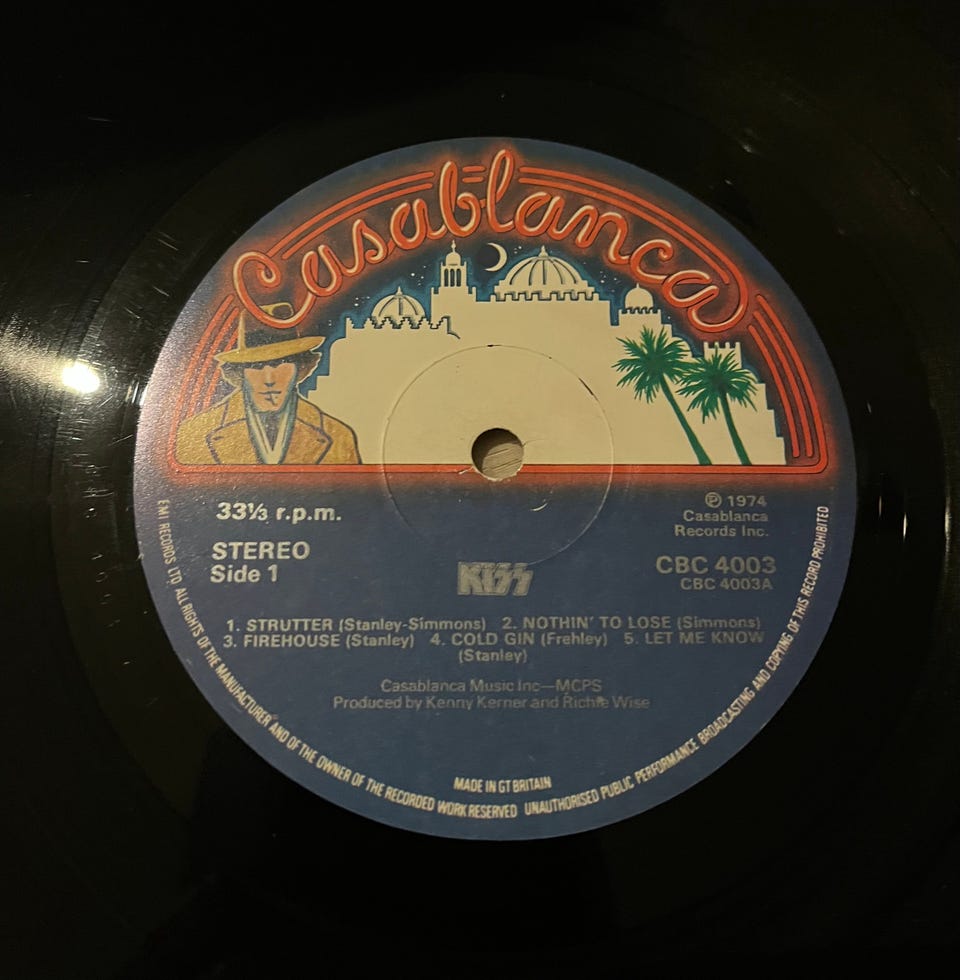 Casablanca
33⅓ r.p.m.
STEREO
Side 1
℗ 1974
Casablanca
Records Inc.
CBC 4003
CBC 4003A
KISS
1. STRUTTER (Stanley-Simmons) 2. NOTHIN' TO LOSE (Simmons)
3. FIREHOUSE (Stanley) 4. COLD GIN (Frehley) 5. LET ME KNOW
(Stanley)
Casablanca Music Inc—MCPS
Produced by Kenny Kerner and Richie Wise
MADE IN GT BRITAIN
EMI RECORDS LTD ALL RIGHTS OF THE MANUFACTURER AND OF THE OWNER OF THE RECORDED WORK RESERVED UNAUTHORISED PUBLIC PERFORMANCE BROADCASTING AND COPYING OF THIS RECORD PROHIBITED